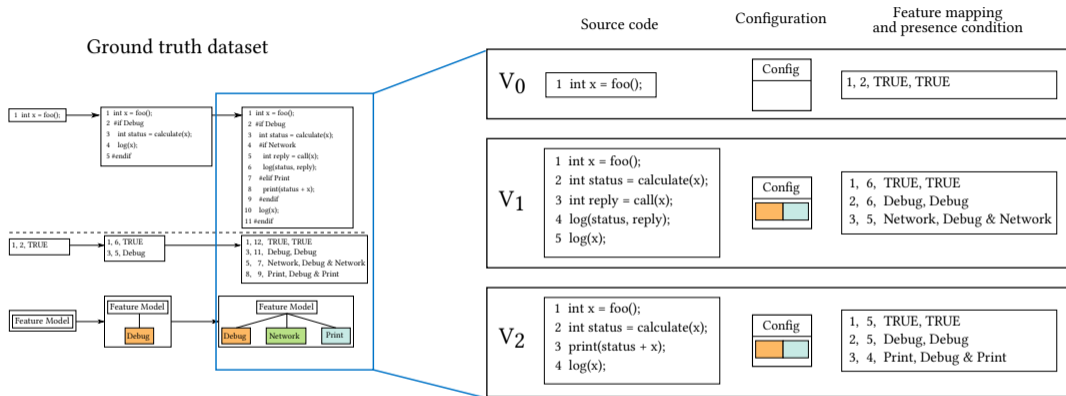 Ground truth dataset
1 int x = foo();
1 int x = foo();
2 #if Debug
3 int status = calculate(x);
4 log(x);
5 #endif
1 int x = foo();
2 #if Debug
3 int status = calculate(x);
4 #if Network
5 int reply = call(x);
6 log(status, reply);
7 #elif Print
8 print(status + x);
9 #endif
10 log(x);
11 #endif
1, 2, TRUE
1, 6, TRUE
3, 5, Debug
1, 12, TRUE, TRUE
3, 11, Debug, Debug
5, 7, Network, Debug & Network
8, 9, Print, Debug & Print
Feature Model
Feature Model
Debug
Feature Model
Debug
Network
Print
Source code
Configuration
Feature mapping
and presence condition
V0
1 int x = foo();
Config
1, 2, TRUE, TRUE
V1
1 int x = foo();
2 int status = calculate(x);
3 int reply = call(x);
4 log(status, reply);
5 log(x);
Config
1, 6, TRUE, TRUE
2, 6, Debug, Debug
3, 5, Network, Debug & Network
V2
1 int x = foo();
2 int status = calculate(x);
3 print(status + x);
4 log(x);
Config
1, 5, TRUE, TRUE
2, 5, Debug, Debug
3, 4, Print, Debug & Print